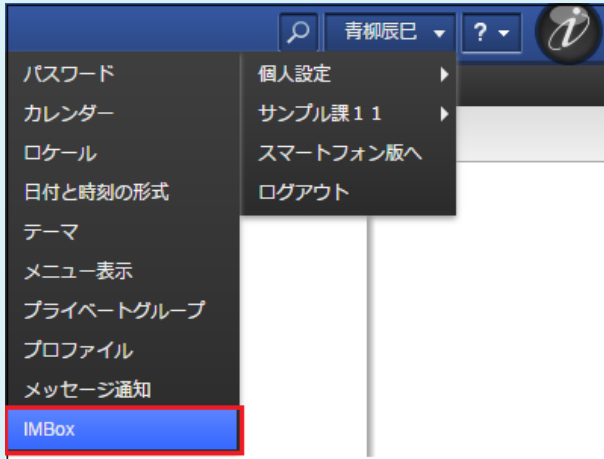 青柳辰巳
?
パスワード
カレンダー
ロケール
日付と時刻の形式
テーマ
メニュー表示
プライベートグループ
プロファイル
メッセージ通知
IMBox
個人設定
サンプル課11
スマートフォン版へ
ログアウト